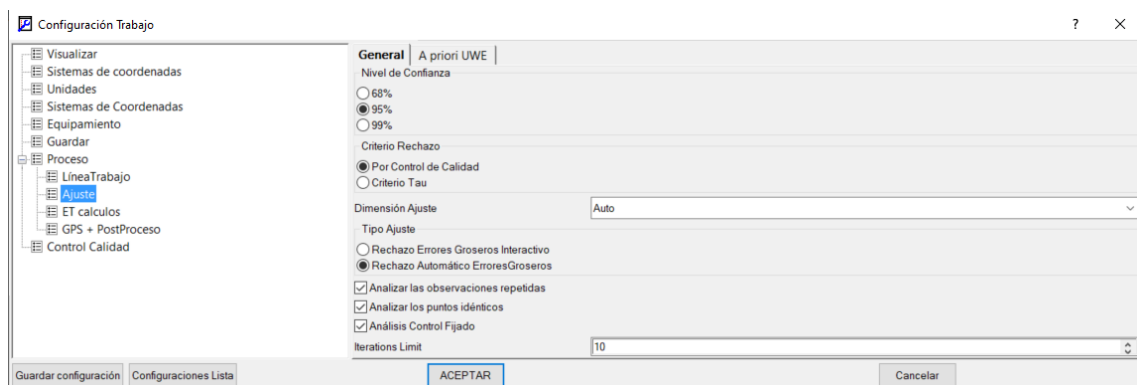 Configuración Trabajo
?
Visualizar
Sistemas de coordenadas
Unidades
Sistemas de Coordenadas
Equipamiento
Guardar
Proceso
LíneaTrabajo
Ajuste
ET calculos
GPS + PostProceso
Control Calidad
General
A priori UWE
Nivel de Confianza
68%
95%
99%
Criterio Rechazo
Por Control de Calidad
Criterio Tau
Dimensión Ajuste
Auto
Tipo Ajuste
Rechazo Errores Groseros Interactivo
Rechazo Automático ErroresGroseros
Analizar las observaciones repetidas
Analizar los puntos idénticos
Análisis Control Fijado
Iterations Limit
10
Guardar configuración
Configuraciones Lista
ACEPTAR
Cancelar